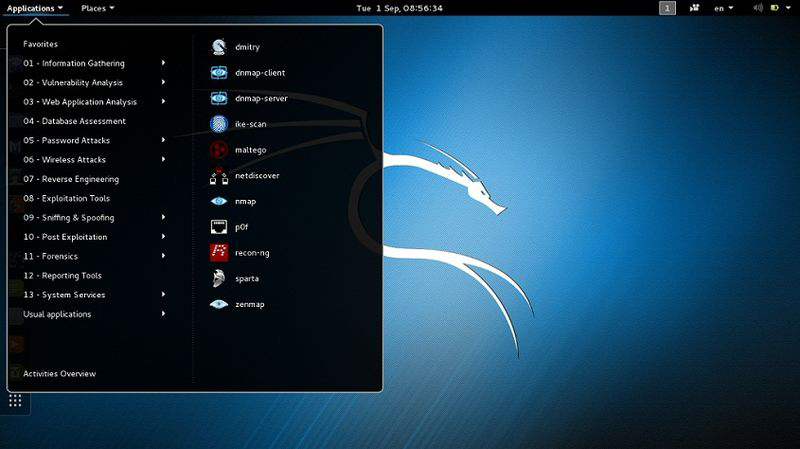 Applications Places Tue 1 Sep, 08:56:34 1 en
Favorites
01 - Information Gathering
02 - Vulnerability Analysis
03 - Web Application Analysis
04 - Database Assessment
05 - Password Attacks
06 - Wireless Attacks
07 - Reverse Engineering
08 - Exploitation Tools
09 - Sniffing & Spoofing
10 - Post Exploitation
11 - Forensics
12 - Reporting Tools
13 - System Services
Usual applications
Activities Overview
dmitry
dnmap-client
dnmap-server
ike-scan
maltego
netdiscover
nmap
p0f
recon-ng
sparta
zenmap